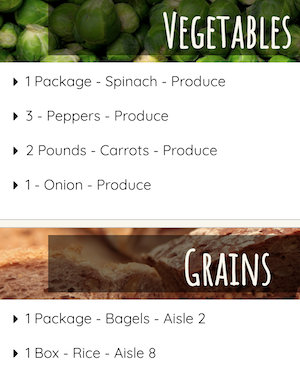 VEGETABLES
1 Package - Spinach - Produce
3 - Peppers - Produce
2 Pounds - Carrots - Produce
1 - Onion - Produce
GRAINS
1 Package - Bagels - Aisle 2
1 Box - Rice - Aisle 8